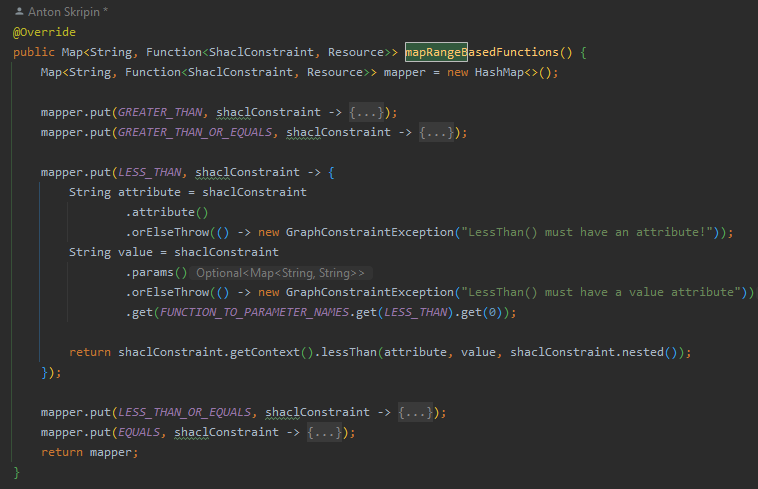 Anton Skripin *
@Override
public Map<String, Function<ShaclConstraint, Resource>> mapRangeBasedFunctions() {
    Map<String, Function<ShaclConstraint, Resource>> mapper = new HashMap<>();

    mapper.put(GREATER_THAN, shaclConstraint -> {...});
    mapper.put(GREATER_THAN_OR_EQUALS, shaclConstraint -> {...});

    mapper.put(LESS_THAN, shaclConstraint -> {
        String attribute = shaclConstraint
                .attribute()
                .orElseThrow(() -> new GraphConstraintException("LessThan() must have an attribute!"));
        String value = shaclConstraint
                .params() Optional<Map<String, String>>
                .orElseThrow(() -> new GraphConstraintException("LessThan() must have a value attribute"))
                .get(FUNCTION_TO_PARAMETER_NAMES.get(LESS_THAN).get(0));

        return shaclConstraint.getContext().lessThan(attribute, value, shaclConstraint.nested());
    });

    mapper.put(LESS_THAN_OR_EQUALS, shaclConstraint -> {...});
    mapper.put(EQUALS, shaclConstraint -> {...});
    return mapper;
}